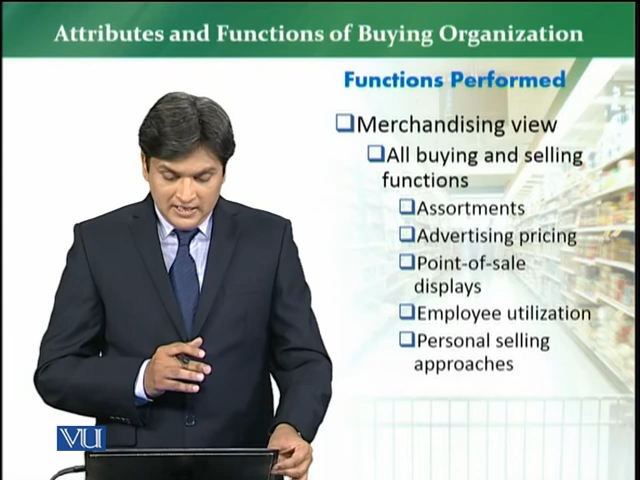 Attributes and Functions of Buying Organization
Functions Performed
Merchandising view
All buying and selling
functions
Assortments
Advertising pricing
Point-of-sale
displays
Employee utilization
Personal selling
approaches
VU